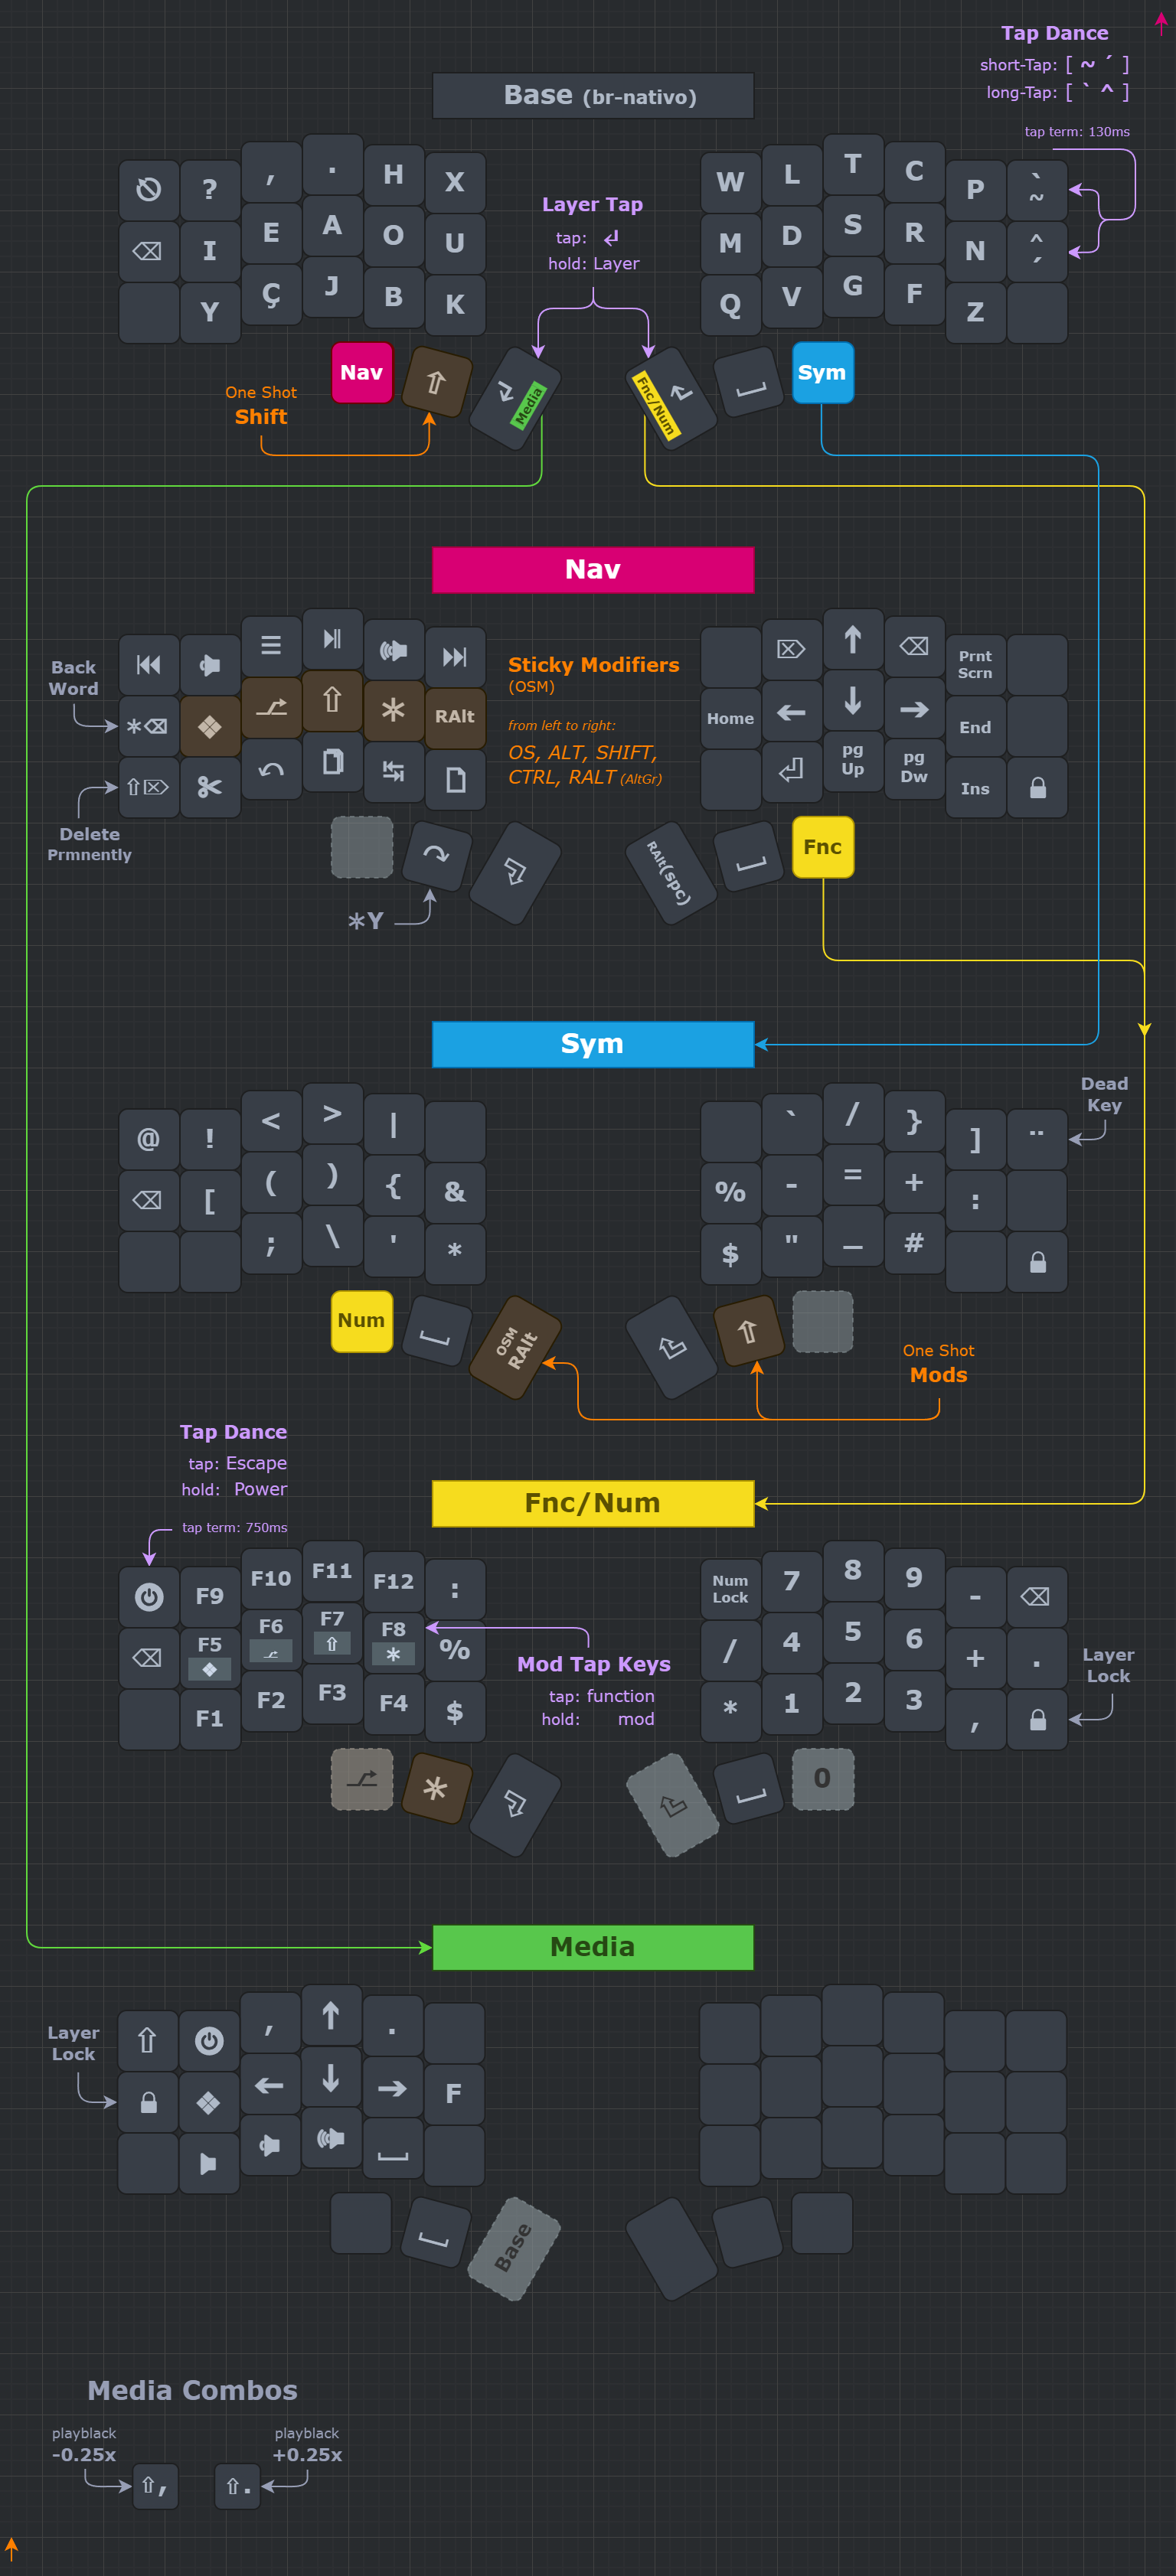 Tap Dance
short-Tap: [ ~ ´ ]
long-Tap: [ ` ^ ]
tap term: 130ms
Base (br-nativo)
? , . H X
W L T C P ` ~
I E A O U
M D S R N ^ ´
Y Ç J B K
Q V G F Z
Layer Tap
tap: ↲
hold: Layer
Nav ⇧ Media
Fnc/Num Sym
One Shot
Shift
Nav
Back
Word
Delete
Prmnently
Sticky Modifiers
(OSM)
from left to right:
OS, ALT, SHIFT,
CTRL, RALT (AltGr)
⌦ ↑ ⌫ Prnt
Scrn
*⌫ ❖ ⇧ * RAlt
Home ← ↓ → End
⇧⌦
pg
Up
pg
Dw
Ins
RAlt(spc)
Fnc
*Y
Sym
Dead
Key
@ ! < > |
` / } ] ¨
⌫ [ ( ) { &
% - = + :
; \ ' *
$ " _ #
Num
OSM
RAlt
⇧
One Shot
Mods
Tap Dance
tap: Escape
hold: Power
tap term: 750ms
Fnc/Num
F9 F10 F11 F12 :
Num
Lock
7 8 9 - ⌫
⌫ F5 ❖ F6 F7 ⇧ F8 * %
/ 4 5 6 + .
F1 F2 F3 F4 $
* 1 2 3 ,
Mod Tap Keys
tap: function
hold: mod
Layer
Lock
*
0
Media
Layer
Lock
⇧ , ↑ .
❖ ← ↓ → F
Base
Media Combos
playblack
-0.25x
playblack
+0.25x
⇧,
⇧.